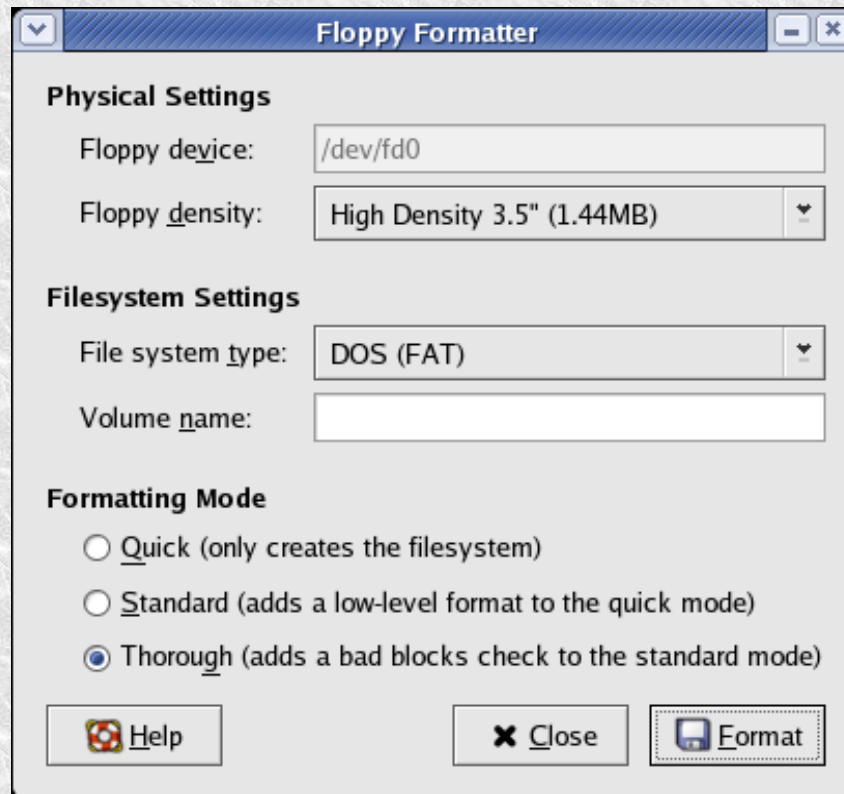 Floppy Formatter
Physical Settings
Floppy device: /dev/fd0
Floppy density: High Density 3.5" (1.44MB)
Filesystem Settings
File system type: DOS (FAT)
Volume name:
Formatting Mode
Quick (only creates the filesystem)
Standard (adds a low-level format to the quick mode)
Thorough (adds a bad blocks check to the standard mode)
Help Close Format